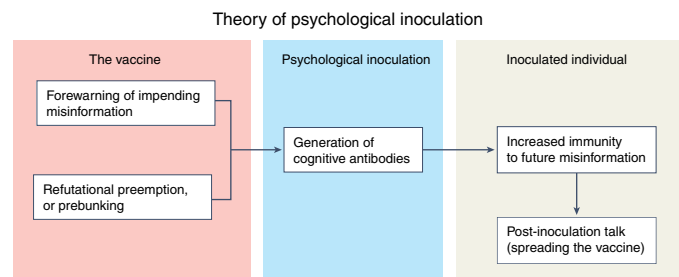 Theory of psychological inoculation
The vaccine
Forewarning of impending
misinformation
Refutational preemption,
or prebunking
Psychological inoculation
Generation of
cognitive antibodies
Inoculated individual
Increased immunity
to future misinformation
Post-inoculation talk
(spreading the vaccine)